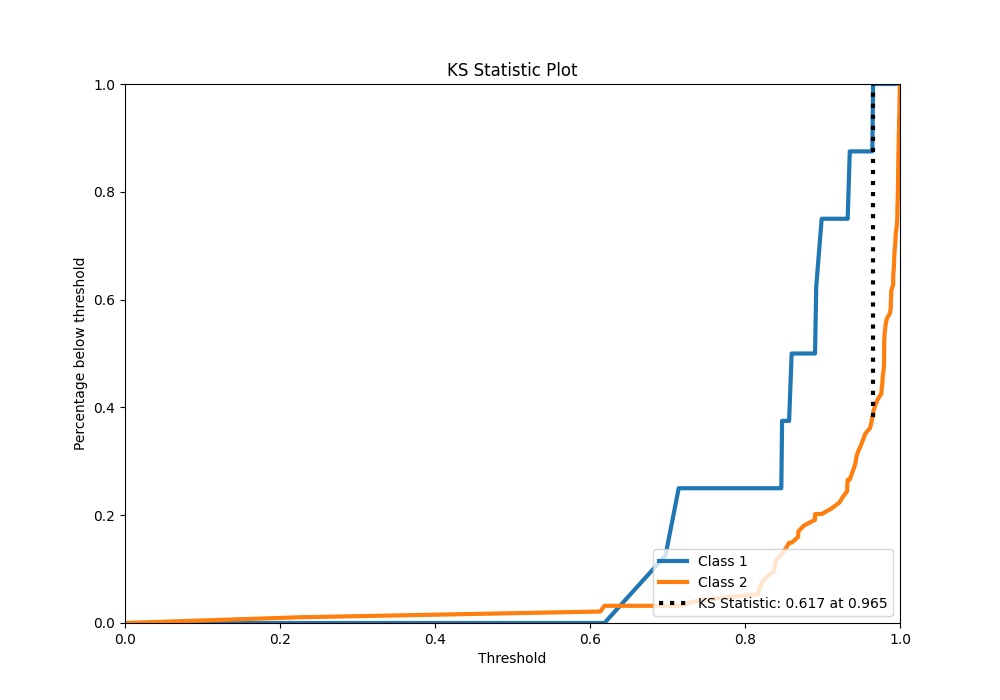 KS Statistic Plot
1.0
0.8
0.6
0.4
0.2
0.0
Percentage below threshold
0.0 0.2 0.4 0.6 0.8 1.0
Threshold
Class 1
Class 2
KS Statistic: 0.617 at 0.965